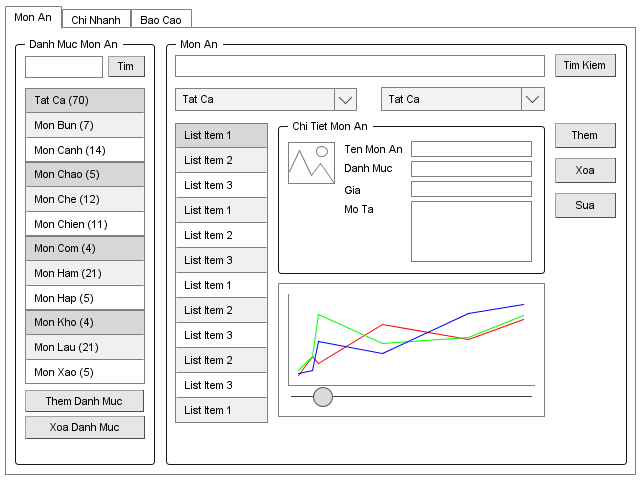 Mon An
Chi Nhanh
Bao Cao
Danh Muc Mon An
Tim
Tat Ca (70)
Mon Bun (7)
Mon Canh (14)
Mon Chao (5)
Mon Che (12)
Mon Chien (11)
Mon Com (4)
Mon Ham (21)
Mon Hap (5)
Mon Kho (4)
Mon Lau (21)
Mon Xao (5)
Them Danh Muc
Xoa Danh Muc
Mon An
Tim Kiem
Tat Ca
Tat Ca
List Item 1
List Item 2
List Item 3
List Item 1
List Item 2
List Item 3
List Item 1
List Item 2
List Item 3
List Item 2
List Item 3
List Item 1
Chi Tiet Mon An
Ten Mon An
Danh Muc
Gia
Mo Ta
Them
Xoa
Sua